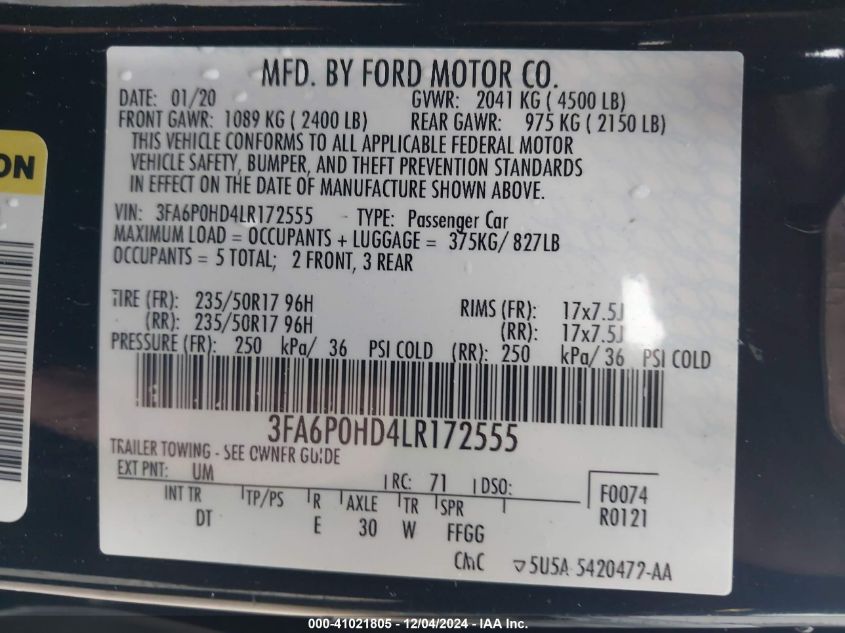 MFD. BY FORD MOTOR CO.
DATE: 01/20 GVWR: 2041 KG ( 4500 LB)
FRONT GAWR: 1089 KG ( 2400 LB) REAR GAWR: 975 KG ( 2150 LB)
THIS VEHICLE CONFORMS TO ALL APPLICABLE FEDERAL MOTOR
VEHICLE SAFETY, BUMPER, AND THEFT PREVENTION STANDARDS
IN EFFECT ON THE DATE OF MANUFACTURE SHOWN ABOVE.
VIN: 3FA6P0HD4LR172555 TYPE: Passenger Car
MAXIMUM LOAD = OCCUPANTS + LUGGAGE = 375KG/ 827LB
OCCUPANTS = 5 TOTAL; 2 FRONT, 3 REAR
TIRE (FR): 235/50R17 96H RIMS (FR): 17x7.5J
(RR): 235/50R17 96H (RR): 17x7.5J
PRESSURE (FR): 250 kPa/ 36 PSI COLD (RR): 250 kPa/ 36 PSI COLD
3FA6P0HD4LR172555
TRAILER TOWING - SEE OWNER GUIDE
EXT PNT: UM RC: 71 DSO: F0074
INT TR TP/PS R AXLE TR SPR R0121
DT E 30 W FFGG
CMC 5U5A 5420472-AA
ON
000-41021805 - 12/04/2024 - IAA Inc.